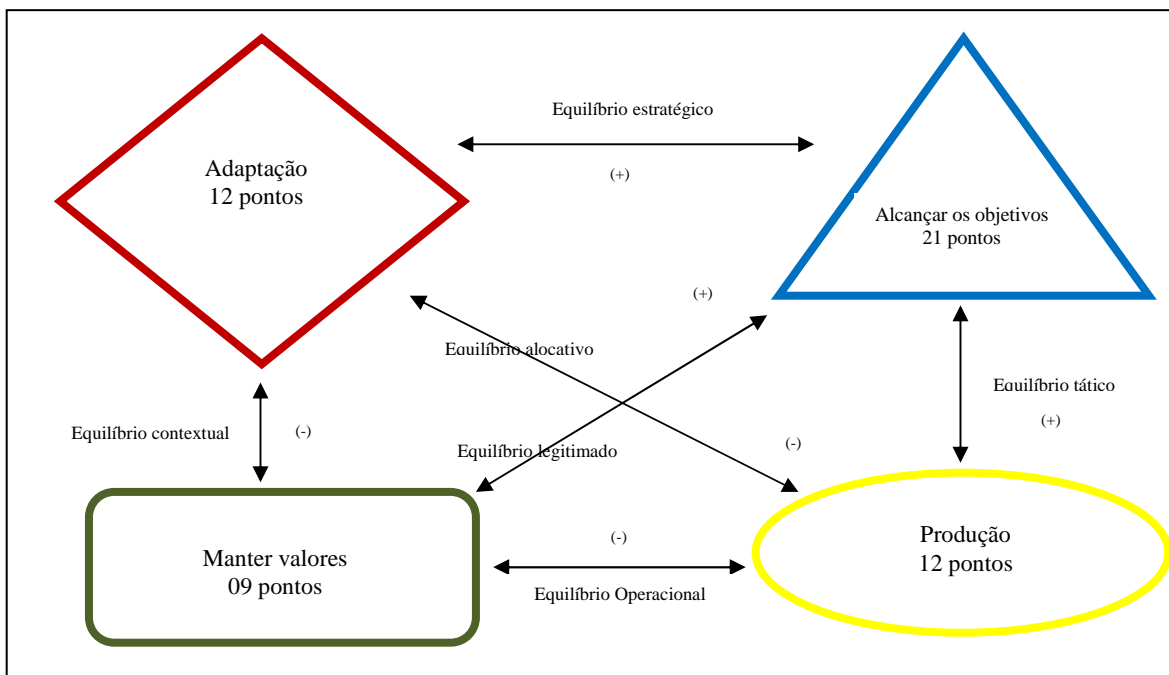 Equilíbrio estratégico
(+)
Adaptação
12 pontos
Alcançar os objetivos
21 pontos
(+)
Equilíbrio alocativo
Equilíbrio tático
(+)
Equilíbrio contextual
(-)
Equilíbrio legitimado
(-)
Manter valores
09 pontos
(-)
Equilíbrio Operacional
Produção
12 pontos